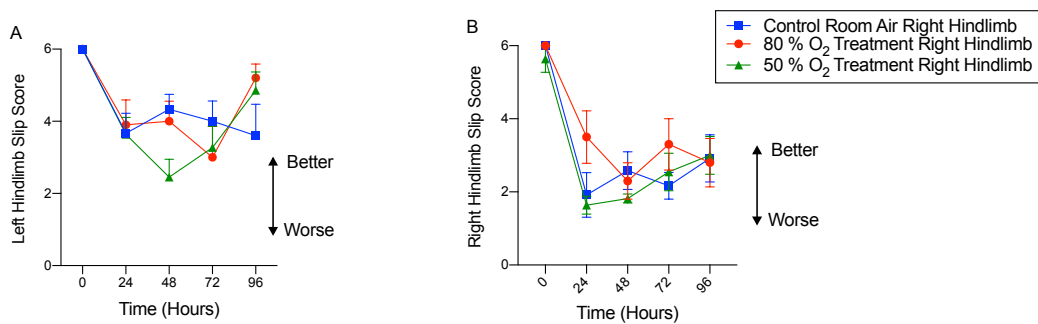 A
Left Hindlimb Slip Score
6
4
2
0
0 24 48 72 96
Time (Hours)
Better
Worse
B
Right Hindlimb Slip Score
6
4
2
0
0 24 48 72 96
Time (Hours)
Better
Worse
Control Room Air Right Hindlimb
80 % O2 Treatment Right Hindlimb
50 % O2 Treatment Right Hindlimb